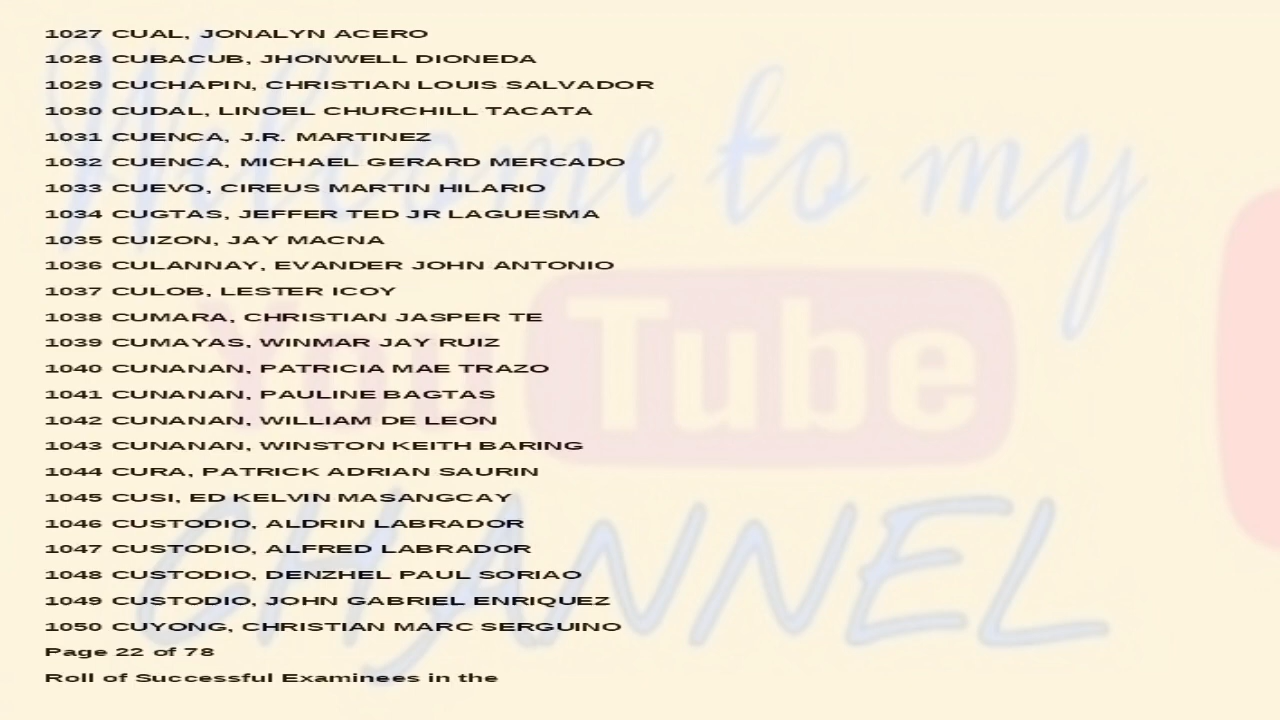 1027 CUAL, JONALYN ACERO
1028 CUBACUB, JHONWELL DIONEDA
1029 CUCHAPIN, CHRISTIAN LOUIS SALVADOR
1030 CUDAL, LINOEL CHURCHILL TACATA
1031 CUENCA, J.R. MARTINEZ
1032 CUENCA, MICHAEL GERARD MERCADO
1033 CUEVO, CIREUS MARTIN HILARIO
1034 CUGTAS, JEFFER TED JR LAGUESMA
1035 CUIZON, JAY MACNA
1036 CULANNAY, EVANDER JOHN ANTONIO
1037 CULOB, LESTER ICOY
1038 CUMARA, CHRISTIAN JASPER TE
1039 CUMAYAS, WINMAR JAY RUIZ
1040 CUNANAN, PATRICIA MAE TRAZO
1041 CUNANAN, PAULINE BAGTAS
1042 CUNANAN, WILLIAM DE LEON
1043 CUNANAN, WINSTON KEITH BARING
1044 CURA, PATRICK ADRIAN SAURIN
1045 CUSI, ED KELVIN MASANGCAY
1046 CUSTODIO, ALDRIN LABRADOR
1047 CUSTODIO, ALFRED LABRADOR
1048 CUSTODIO, DENZHEL PAUL SORIAO
1049 CUSTODIO, JOHN GABRIEL ENRIQUEZ
1050 CUYONG, CHRISTIAN MARC SERGUINO
Page 22 of 78
Roll of Successful Examinees in the
Welcome to my
YouTube
CHANNEL